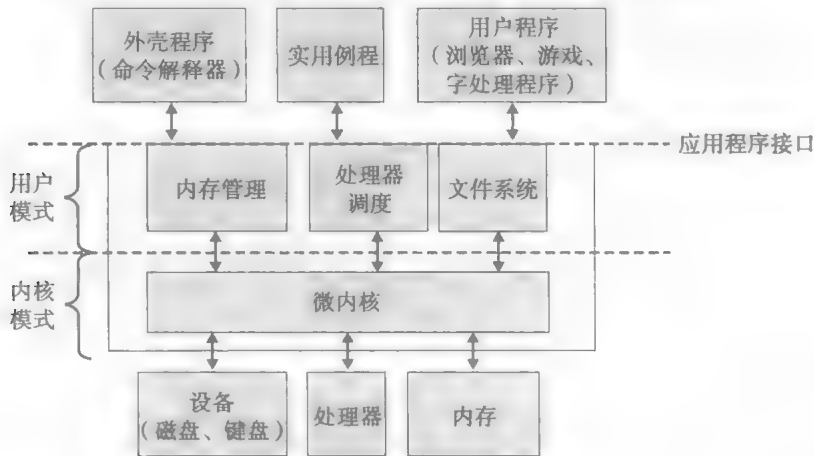 外壳程序
（命令解释器）
实用例程
用户程序
（浏览器、游戏、
字处理程序）
应用程序接口
用户
模式
内存管理
处理器
调度
文件系统
内核
模式
微内核
设备
（磁盘、键盘）
处理器
内存